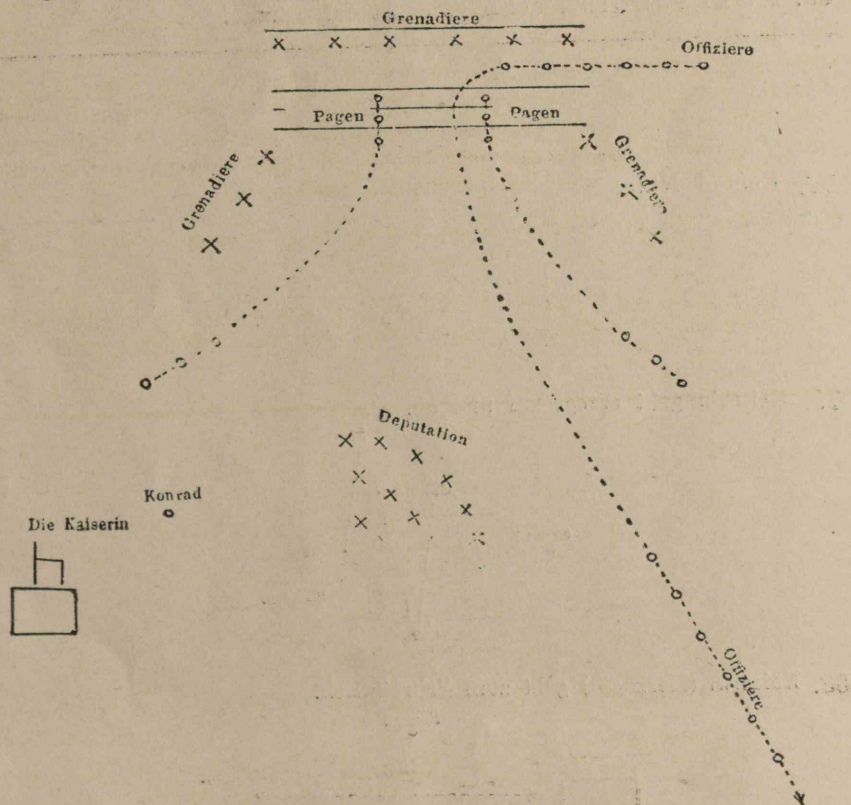 Grenadiere
Offiziere
Pagen
Pagen
Grenadiere
Grenadiere
Deputation
Konrad
Die Kaiserin
Offiziere